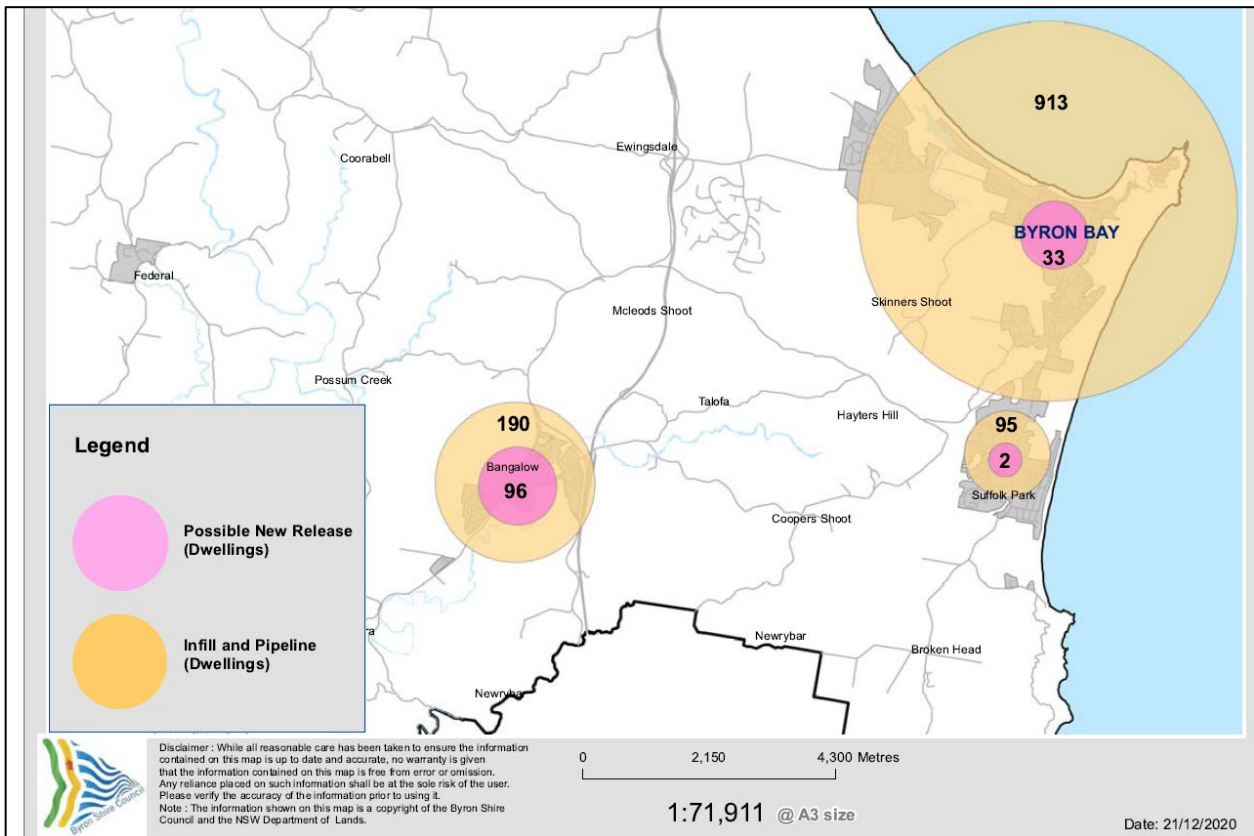 913
Ewingsdale
Coorabell
BYRON BAY
33
Federal
Skinners Shoot
Mcleods Shoot
Possum Creek
Talofa
Hayters Hill
190
95
Bangalow
96
2
Suffolk Park
Coopers Shoot
Newrybar
Broken Head
ra
Newrybar
Legend
Possible New Release
(Dwellings)
Infill and Pipeline
(Dwellings)
Byron Shire Council
Disclaimer : While all reasonable care has been taken to ensure the information
contained on this map is up to date and accurate, no warranty is given
that the information contained on this map is free from error or omission.
Any reliance placed on such information shall be at the sole risk of the user.
Please verify the accuracy of the information prior to using it.
Note : The information shown on this map is a copyright of the Byron Shire
Council and the NSW Department of Lands.
0 2,150 4,300 Metres
1:71,911 @ A3 size
Date: 21/12/2020